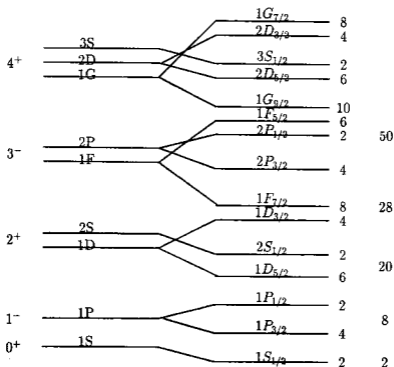 1G7/2 8
2D3/2 4
3S
3S1/2 2
4+ 2D
2D5/2 6
1G
1G9/2 10
1F5/2 6
2P1/2 2 50
3− 2P
1F
2P3/2 4
1F7/2 8 28
1D3/2 4
2+ 2S
1D
2S1/2 2
20
1D5/2 6
1P1/2 2
1− 1P
8
1P3/2 4
0+ 1S
1S1/2 2 2